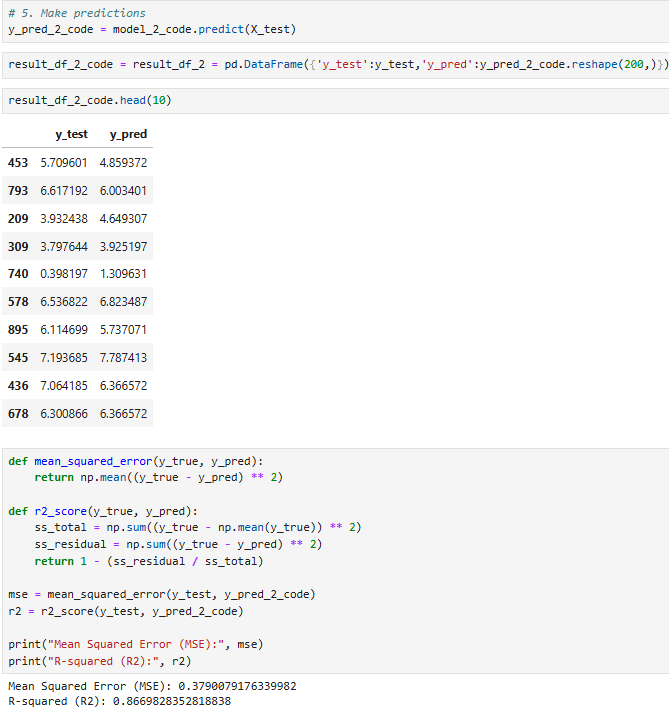 # 5. Make predictions
y_pred_2_code = model_2_code.predict(X_test)
result_df_2_code = result_df_2 = pd.DataFrame({'y_test':y_test,'y_pred':y_pred_2_code.reshape(200,)})
result_df_2_code.head(10)
y_test y_pred
453 5.709601 4.859372
793 6.617192 6.003401
209 3.932438 4.649307
309 3.797644 3.925197
740 0.398197 1.309631
578 6.536822 6.823487
895 6.114699 5.737071
545 7.193685 7.787413
436 7.064185 6.366572
678 6.300866 6.366572
def mean_squared_error(y_true, y_pred):
    return np.mean((y_true - y_pred) ** 2)
def r2_score(y_true, y_pred):
    ss_total = np.sum((y_true - np.mean(y_true)) ** 2)
    ss_residual = np.sum((y_true - y_pred) ** 2)
    return 1 - (ss_residual / ss_total)
mse = mean_squared_error(y_test, y_pred_2_code)
r2 = r2_score(y_test, y_pred_2_code)
print("Mean Squared Error (MSE):", mse)
print("R-squared (R2):", r2)
Mean Squared Error (MSE): 0.3790079176339982
R-squared (R2): 0.8669828352818838